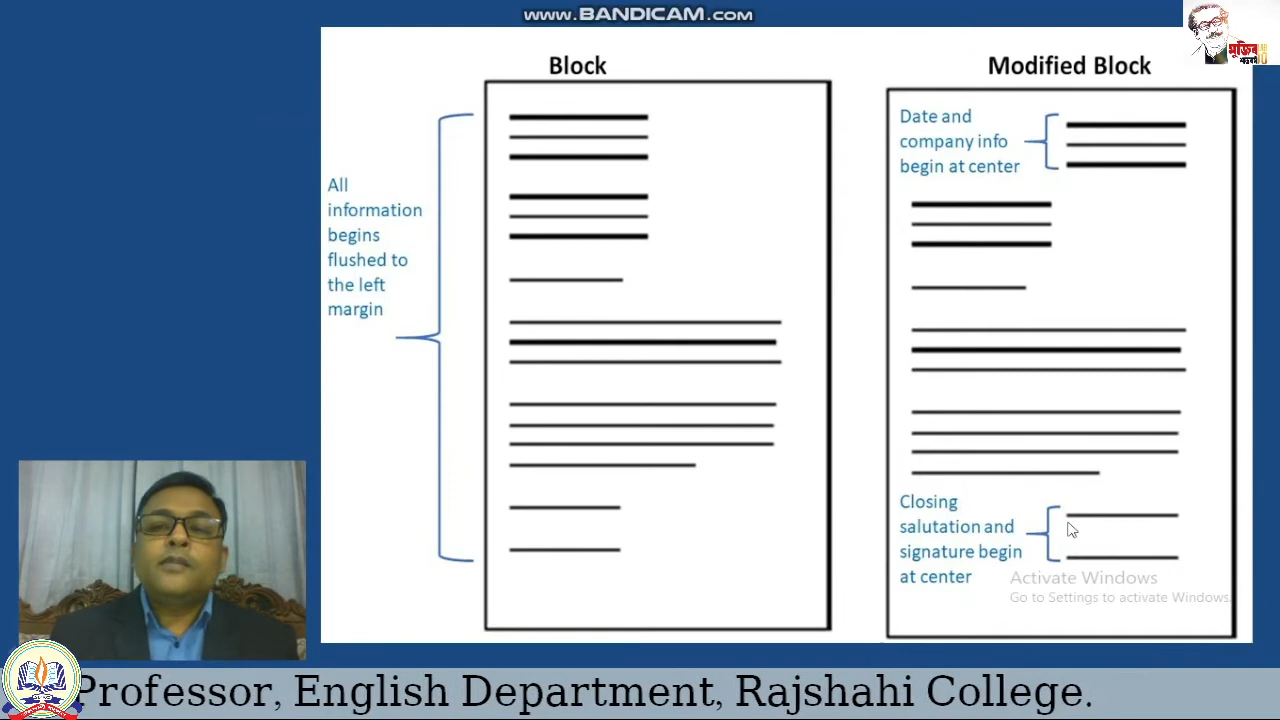 www.BANDICAM.com
মুজিব
শতবর্ষ
Block
Modified Block
All
information
begins
flushed to
the left
margin
Date and
company info
begin at center
Closing
salutation and
signature begin
at center
Activate Windows
Go to Settings to activate Windows.
Professor, English Department, Rajshahi College.